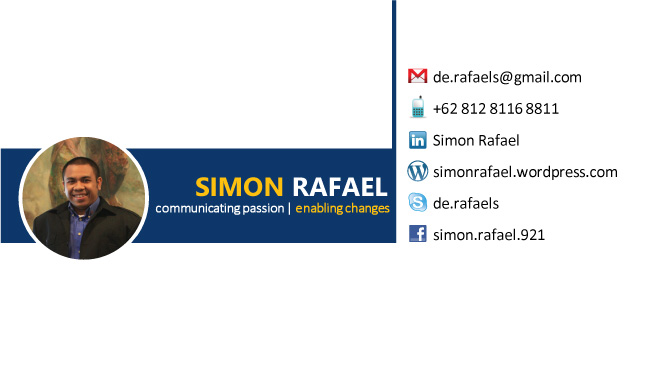 SIMON RAFAEL
communicating passion | enabling changes
de.rafaels@gmail.com
+62 812 8116 8811
Simon Rafael
simonrafael.wordpress.com
de.rafaels
simon.rafael.921